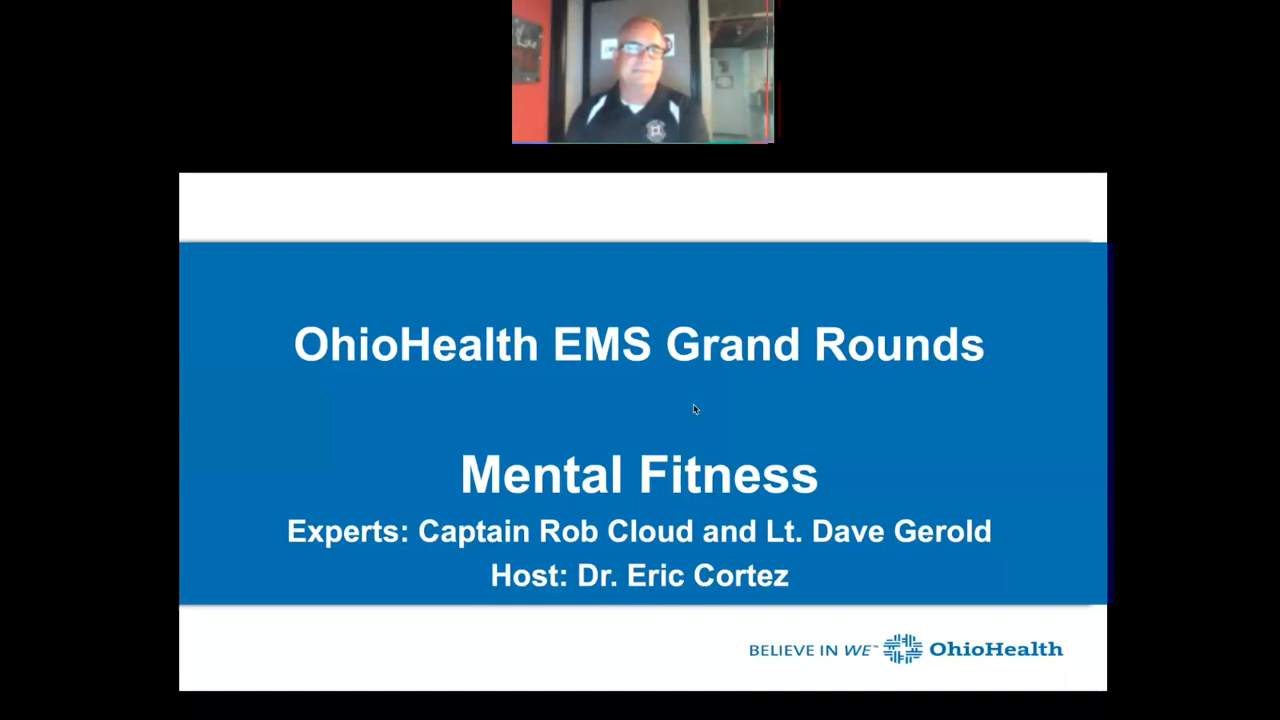 OhioHealth EMS Grand Rounds
Mental Fitness
Experts: Captain Rob Cloud and Lt. Dave Gerold
Host: Dr. Eric Cortez
BELIEVE IN WE™ OhioHealth